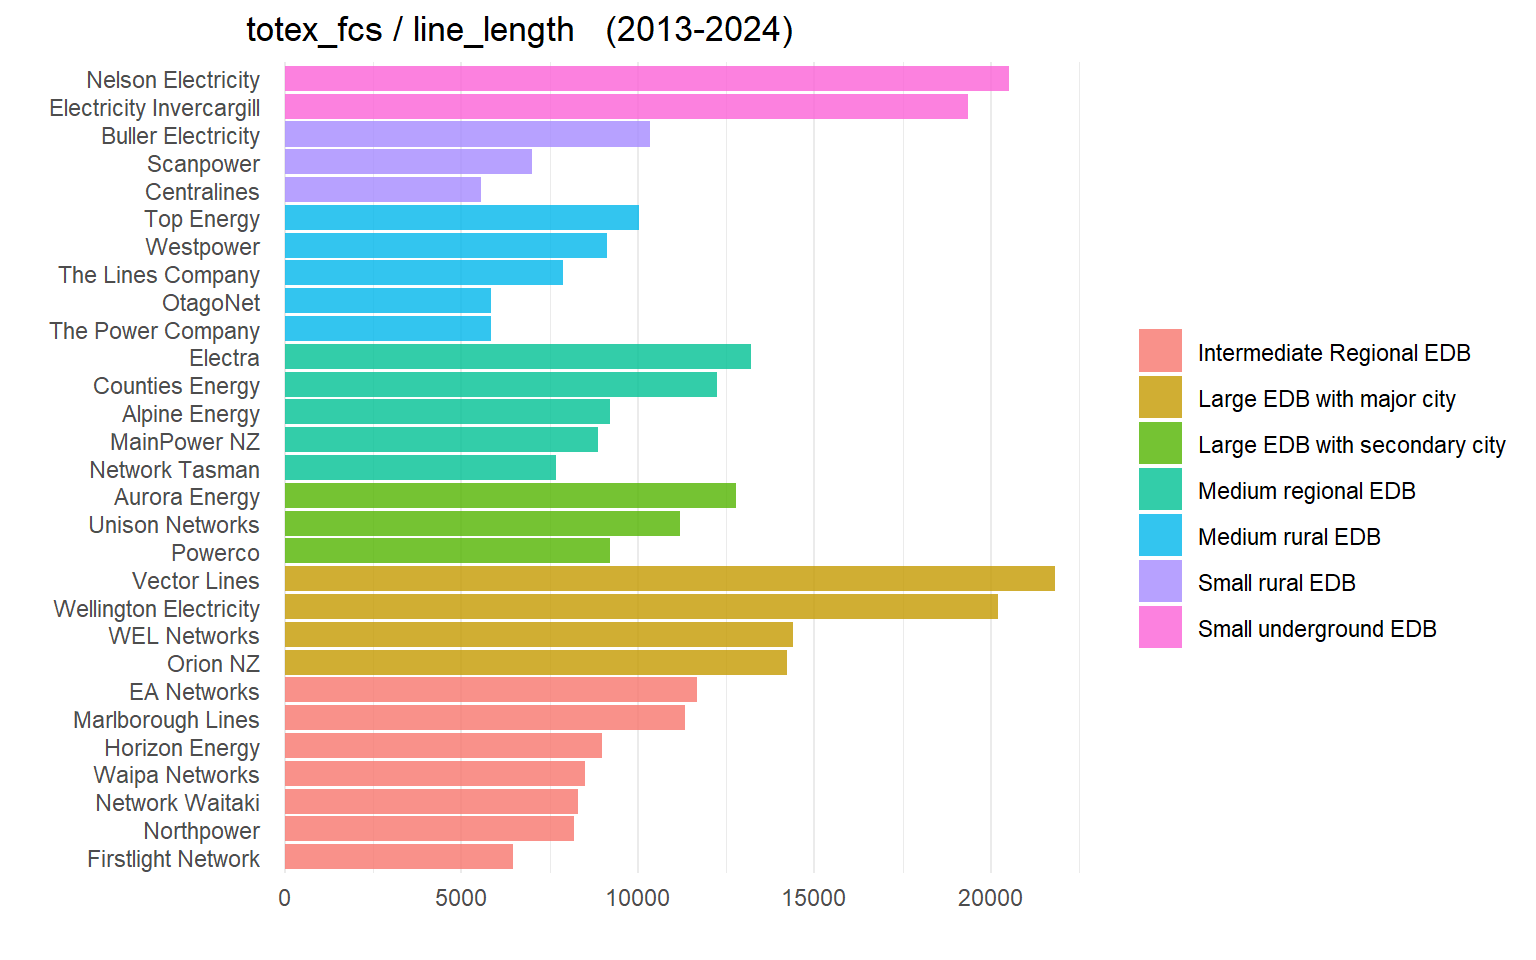 totex_fcs / line_length   (2013-2024)
Nelson Electricity
Electricity Invercargill
Buller Electricity
Scanpower
Centralines
Top Energy
Westpower
The Lines Company
OtagoNet
The Power Company
Electra
Counties Energy
Alpine Energy
MainPower NZ
Network Tasman
Aurora Energy
Unison Networks
Powerco
Vector Lines
Wellington Electricity
WEL Networks
Orion NZ
EA Networks
Marlborough Lines
Horizon Energy
Waipa Networks
Network Waitaki
Northpower
Firstlight Network
0 5000 10000 15000 20000
Intermediate Regional EDB
Large EDB with major city
Large EDB with secondary city
Medium regional EDB
Medium rural EDB
Small rural EDB
Small underground EDB